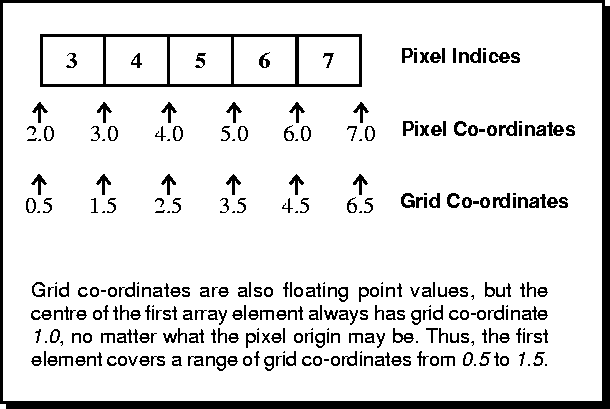 3 4 5 6 7 Pixel Indices
2.0 3.0 4.0 5.0 6.0 7.0 Pixel Co-ordinates
0.5 1.5 2.5 3.5 4.5 6.5 Grid Co-ordinates
Grid co-ordinates are also floating point values, but the
centre of the first array element always has grid co-ordinate
1.0, no matter what the pixel origin may be. Thus, the first
element covers a range of grid co-ordinates from 0.5 to 1.5.